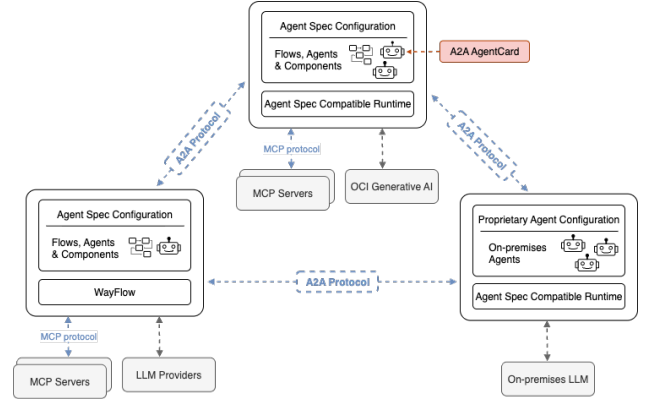 Agent Spec Configuration
Flows, Agents
& Components
A2A AgentCard
Agent Spec Compatible Runtime
A2A Protocol
A2A Protocol
MCP protocol
MCP Servers
OCI Generative AI
Agent Spec Configuration
Flows, Agents
& Components
WayFlow
A2A Protocol
Proprietary Agent Configuration
On-premises
Agents
Agent Spec Compatible Runtime
MCP protocol
MCP Servers
LLM Providers
On-premises LLM